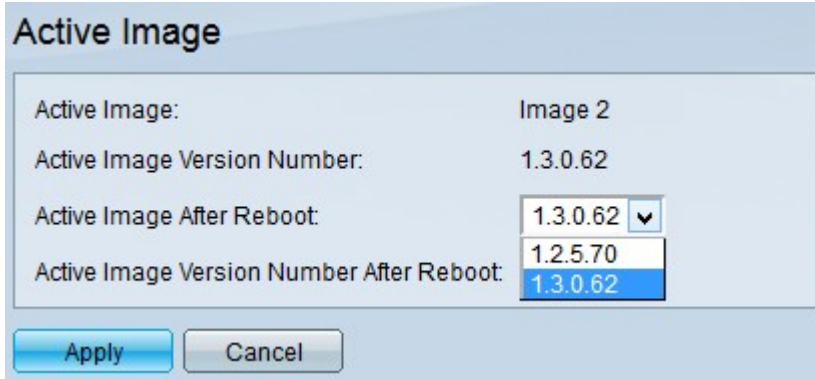 Active Image
Active Image: Image 2
Active Image Version Number: 1.3.0.62
Active Image After Reboot: 1.3.0.62
1.2.5.70
Active Image Version Number After Reboot: 1.3.0.62
Apply Cancel